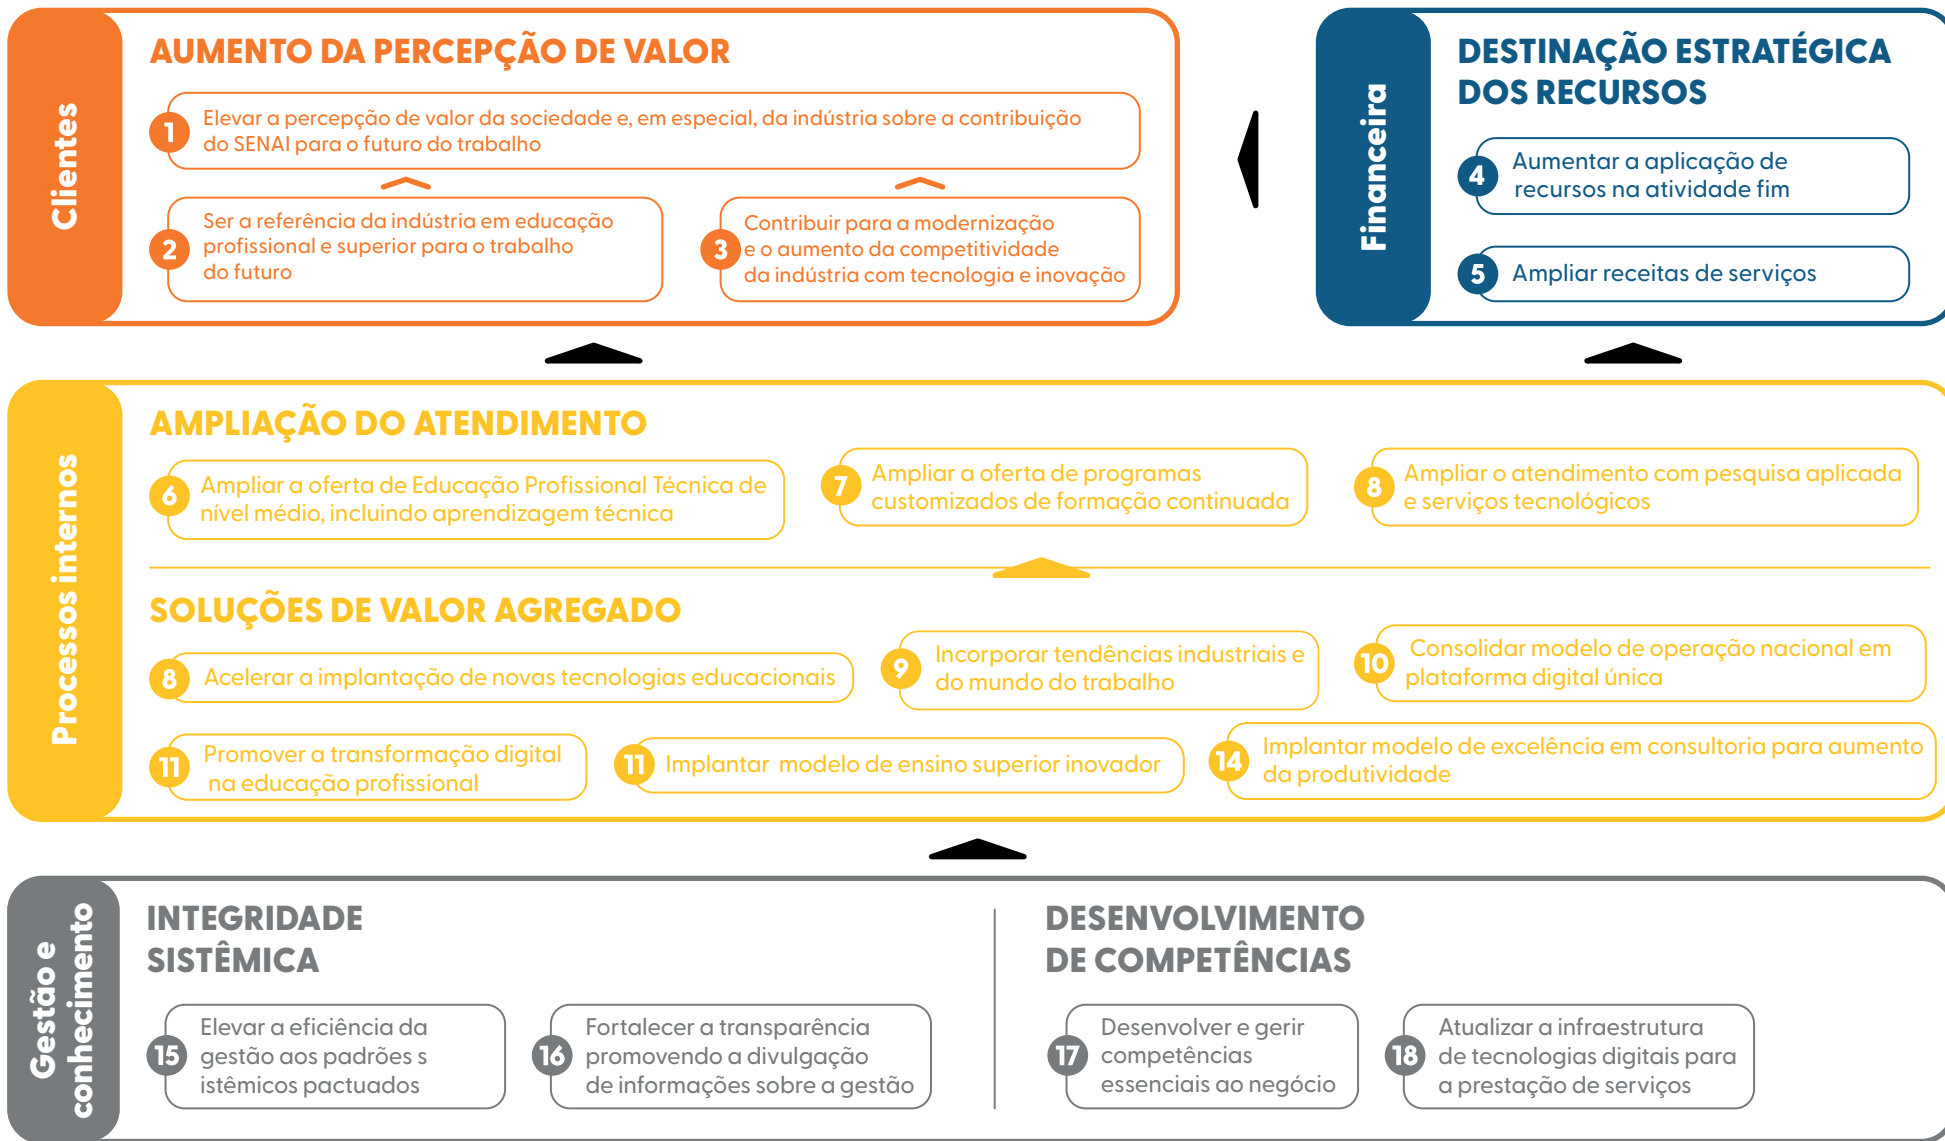 Clientes
AUMENTO DA PERCEPÇÃO DE VALOR
1
Elevar a percepção de valor da sociedade e, em especial, da indústria sobre a contribuição
do SENAI para o futuro do trabalho
2
Ser a referência da indústria em educação
profissional e superior para o trabalho
do futuro
3
Contribuir para a modernização
e o aumento da competitividade
da indústria com tecnologia e inovação
Financeira
DESTINAÇÃO ESTRATÉGICA
DOS RECURSOS
4
Aumentar a aplicação de
recursos na atividade fim
5
Ampliar receitas de serviços
Processos internos
AMPLIAÇÃO DO ATENDIMENTO
6
Ampliar a oferta de Educação Profissional Técnica de
nível médio, incluindo aprendizagem técnica
7
Ampliar a oferta de programas
customizados de formação continuada
8
Ampliar o atendimento com pesquisa aplicada
e serviços tecnológicos
SOLUÇÕES DE VALOR AGREGADO
8
Acelerar a implantação de novas tecnologias educacionais
9
Incorporar tendências industriais e
do mundo do trabalho
10
Consolidar modelo de operação nacional em
plataforma digital única
11
Promover a transformação digital
na educação profissional
11
Implantar modelo de ensino superior inovador
14
Implantar modelo de excelência em consultoria para aumento
da produtividade
Gestão e
conhecimento
INTEGRIDADE
SISTÊMICA
15
Elevar a eficiência da
gestão aos padrões s
istêmicos pactuados
16
Fortalecer a transparência
promovendo a divulgação
de informações sobre a gestão
DESENVOLVIMENTO
DE COMPETÊNCIAS
17
Desenvolver e gerir
competências
essenciais ao negócio
18
Atualizar a infraestrutura
de tecnologias digitais para
a prestação de serviços